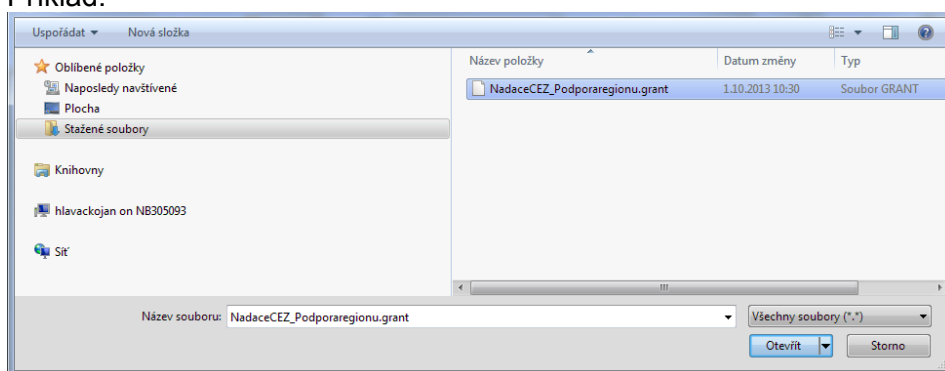 Příklad:
Uspořádat Nová složka
Oblíbené položky
Naposledy navštívené
Plocha
Stažené soubory
Knihovny
hlavackojan on NB305093
Síť
Název položky Datum změny Typ
NadaceCEZ_Podporaregionu.grant 1.10.2013 10:30 Soubor GRANT
Název souboru: NadaceCEZ_Podporaregionu.grant Všechny soubory (*.*)
Otevřít Storno